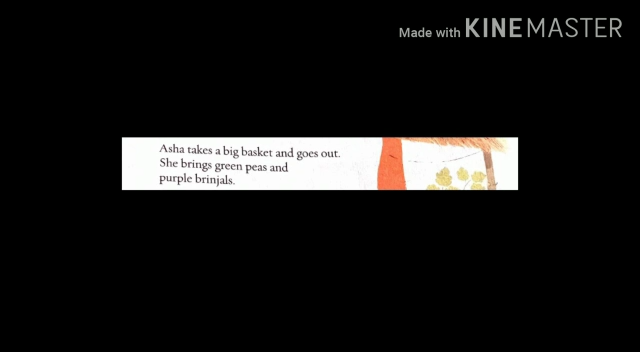 Made with KINEMASTER
Asha takes a big basket and goes out.
She brings green peas and
purple brinjals.